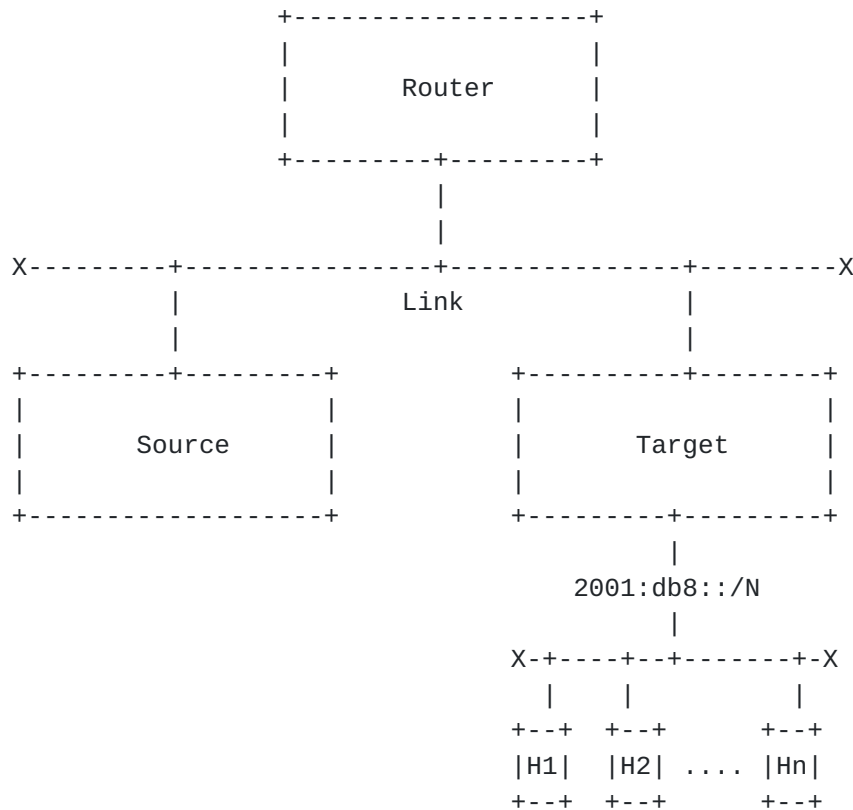 Router
Link
Source Target
2001:db8::/N
H1 H2 .... Hn